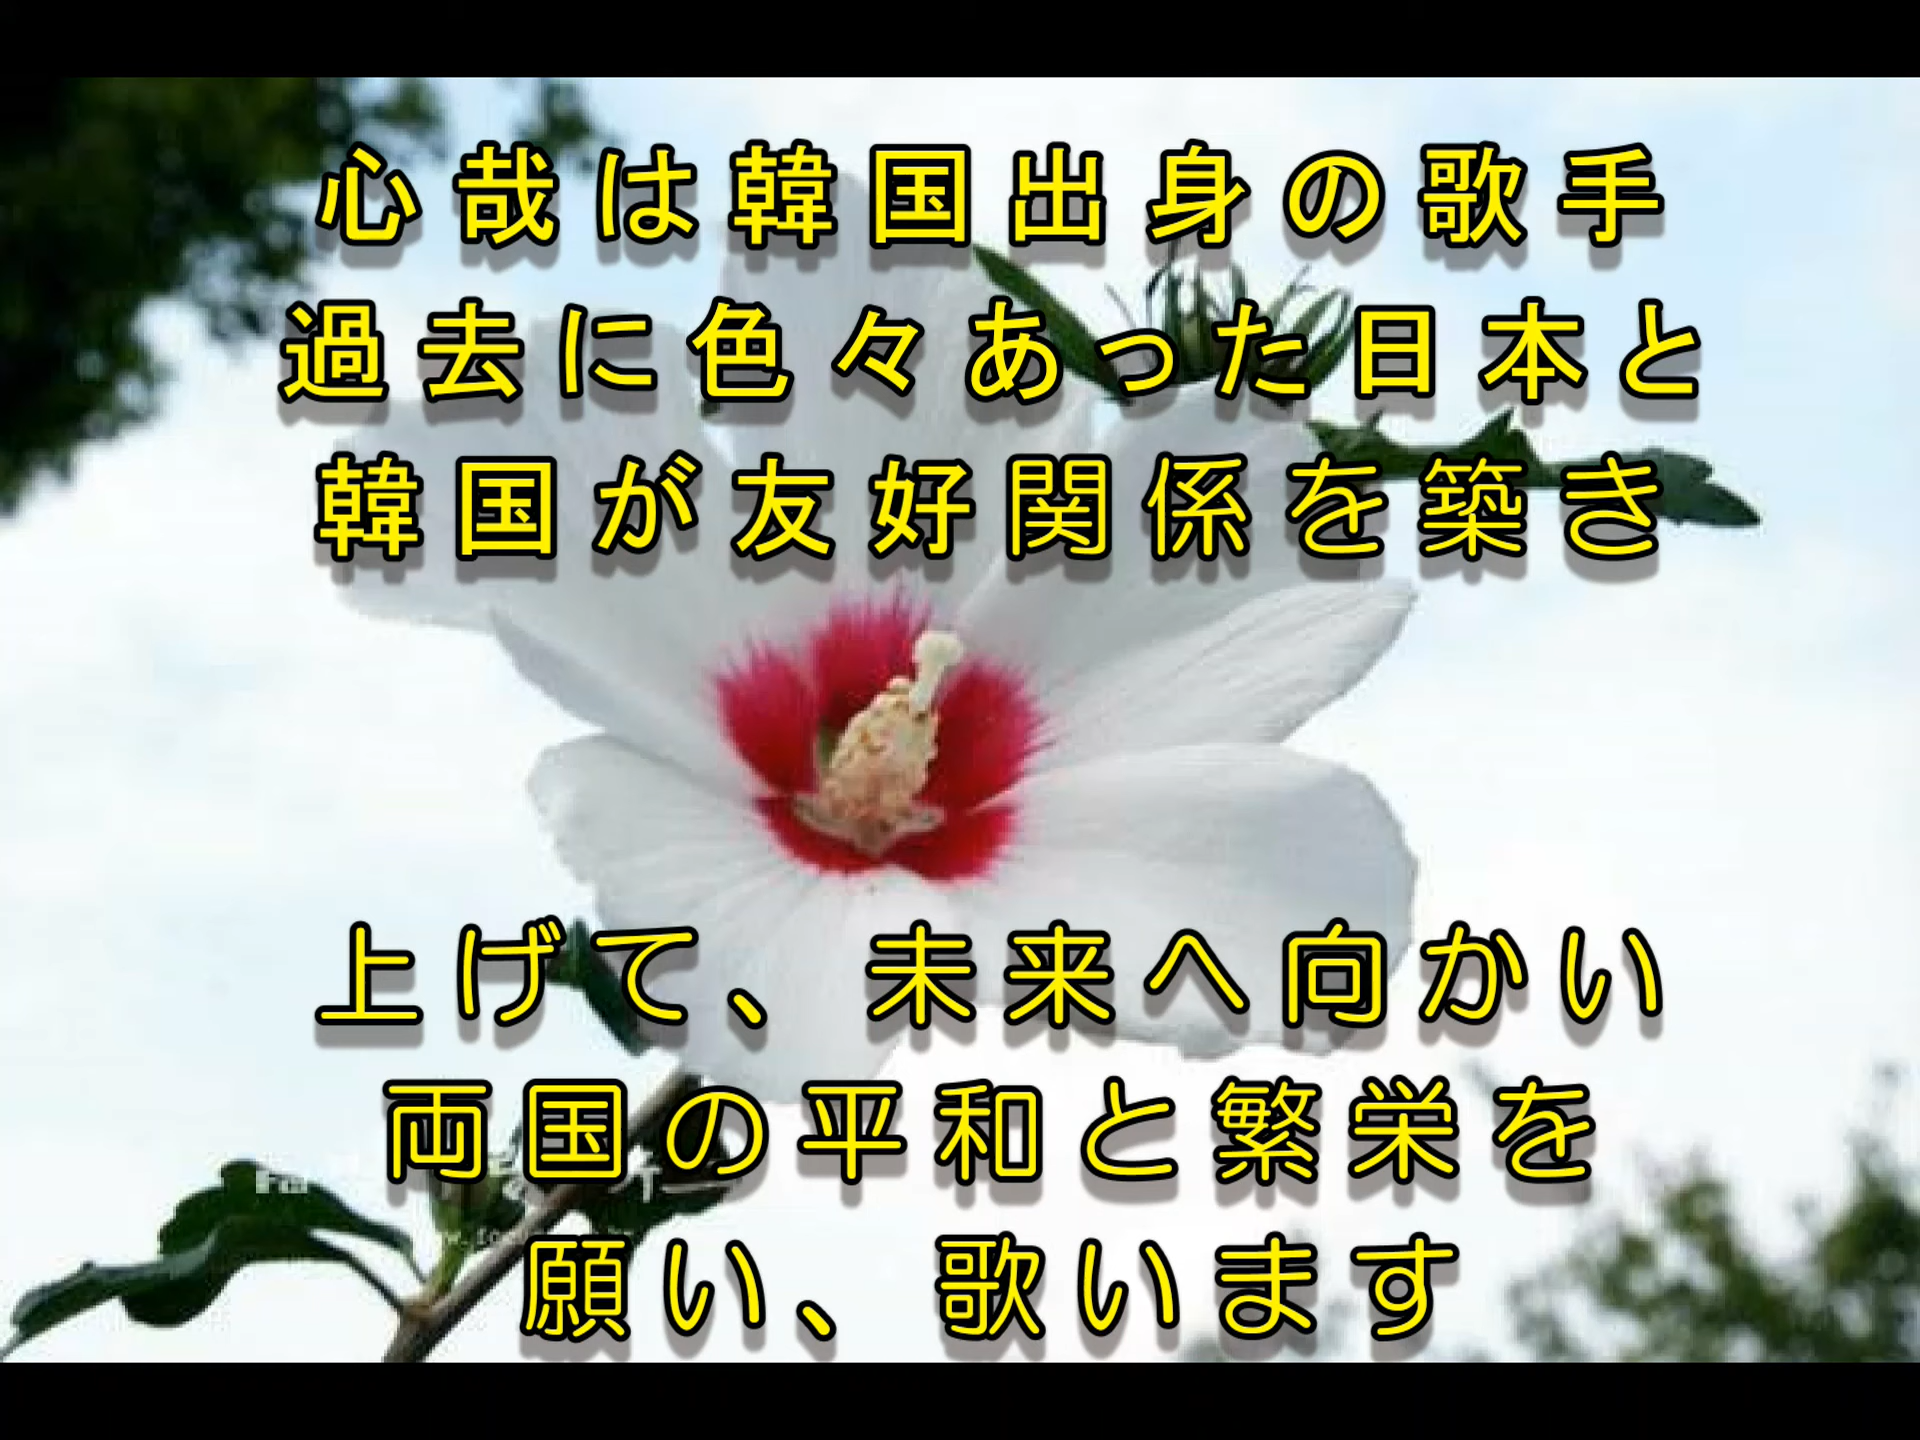 心哉は韓国出身の歌手
過去に色々あった日本と
韓国が友好関係を築き
上げて、未来へ向かい
両国の平和と繁栄を
願い、歌います